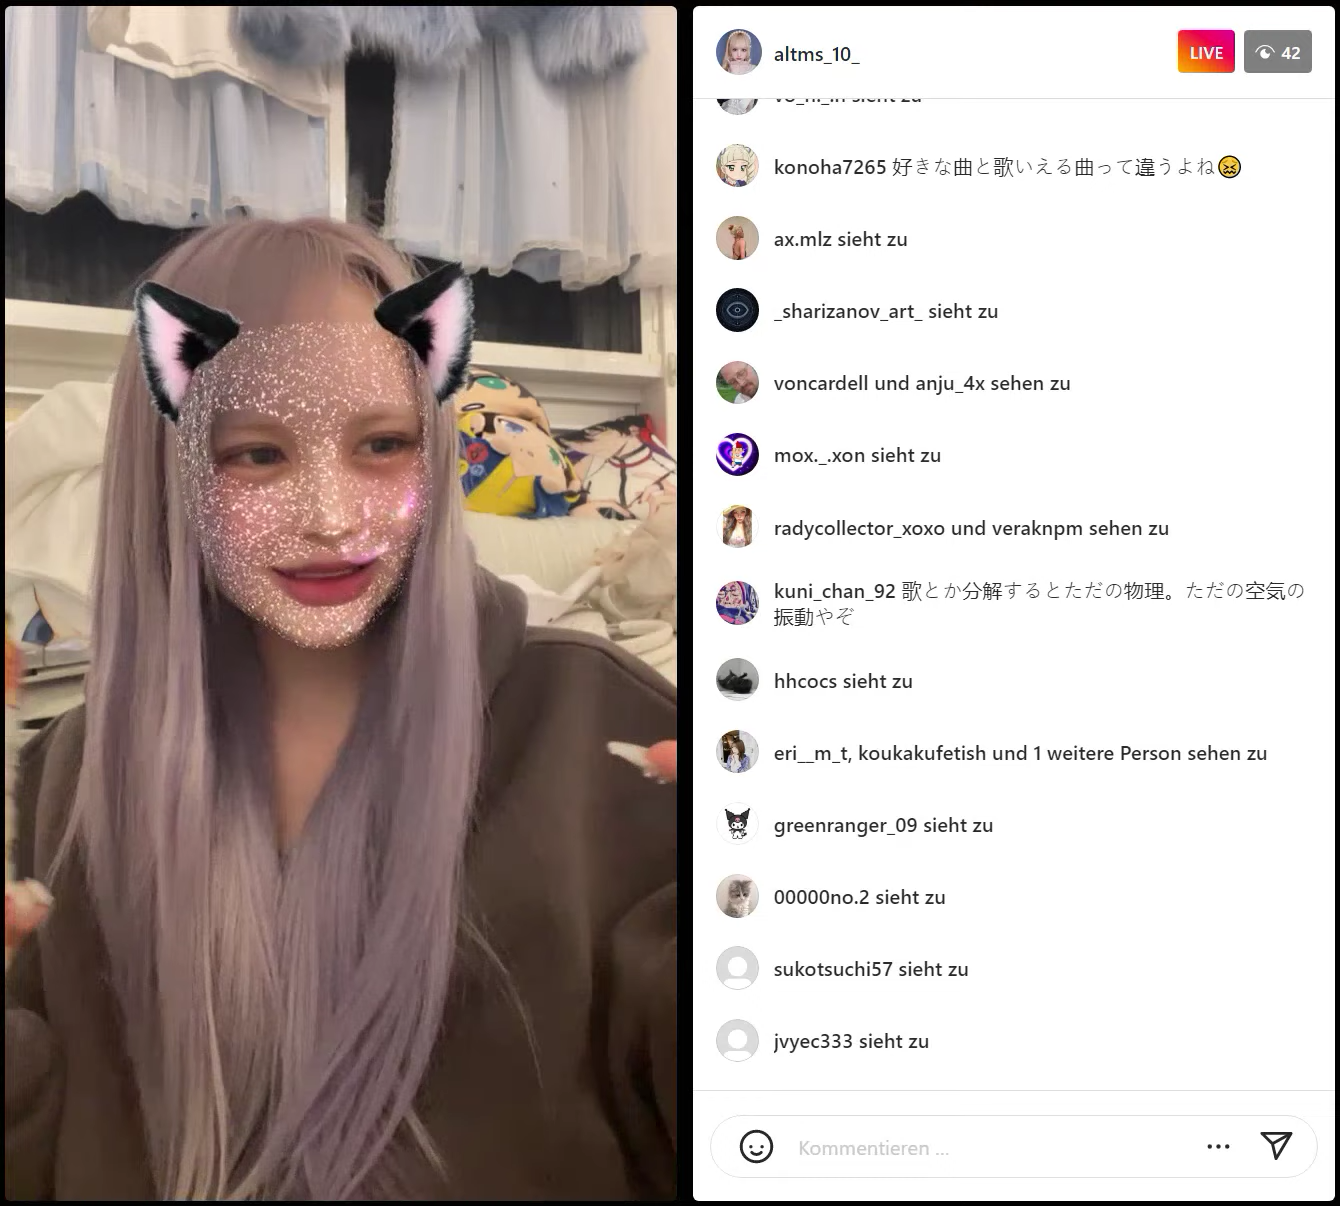 altms_10_
LIVE
42
vo_ni_in sieht zu
konoha7265 好きな曲と歌いえる曲って違うよね😖
ax.mlz sieht zu
_sharizanov_art_ sieht zu
voncardell und anju_4x sehen zu
mox._.xon sieht zu
radycollector_xoxo und veraknpm sehen zu
kuni_chan_92 歌とか分解するとただの物理。ただの空気の
振動やぞ
hhcocs sieht zu
eri__m_t, koukakufetish und 1 weitere Person sehen zu
greenranger_09 sieht zu
00000no.2 sieht zu
sukotsuchi57 sieht zu
jvyec333 sieht zu
Kommentieren ...